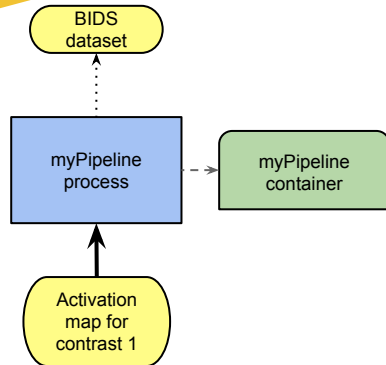 BIDS
dataset
myPipeline
process
myPipeline
container
Activation
map for
contrast 1